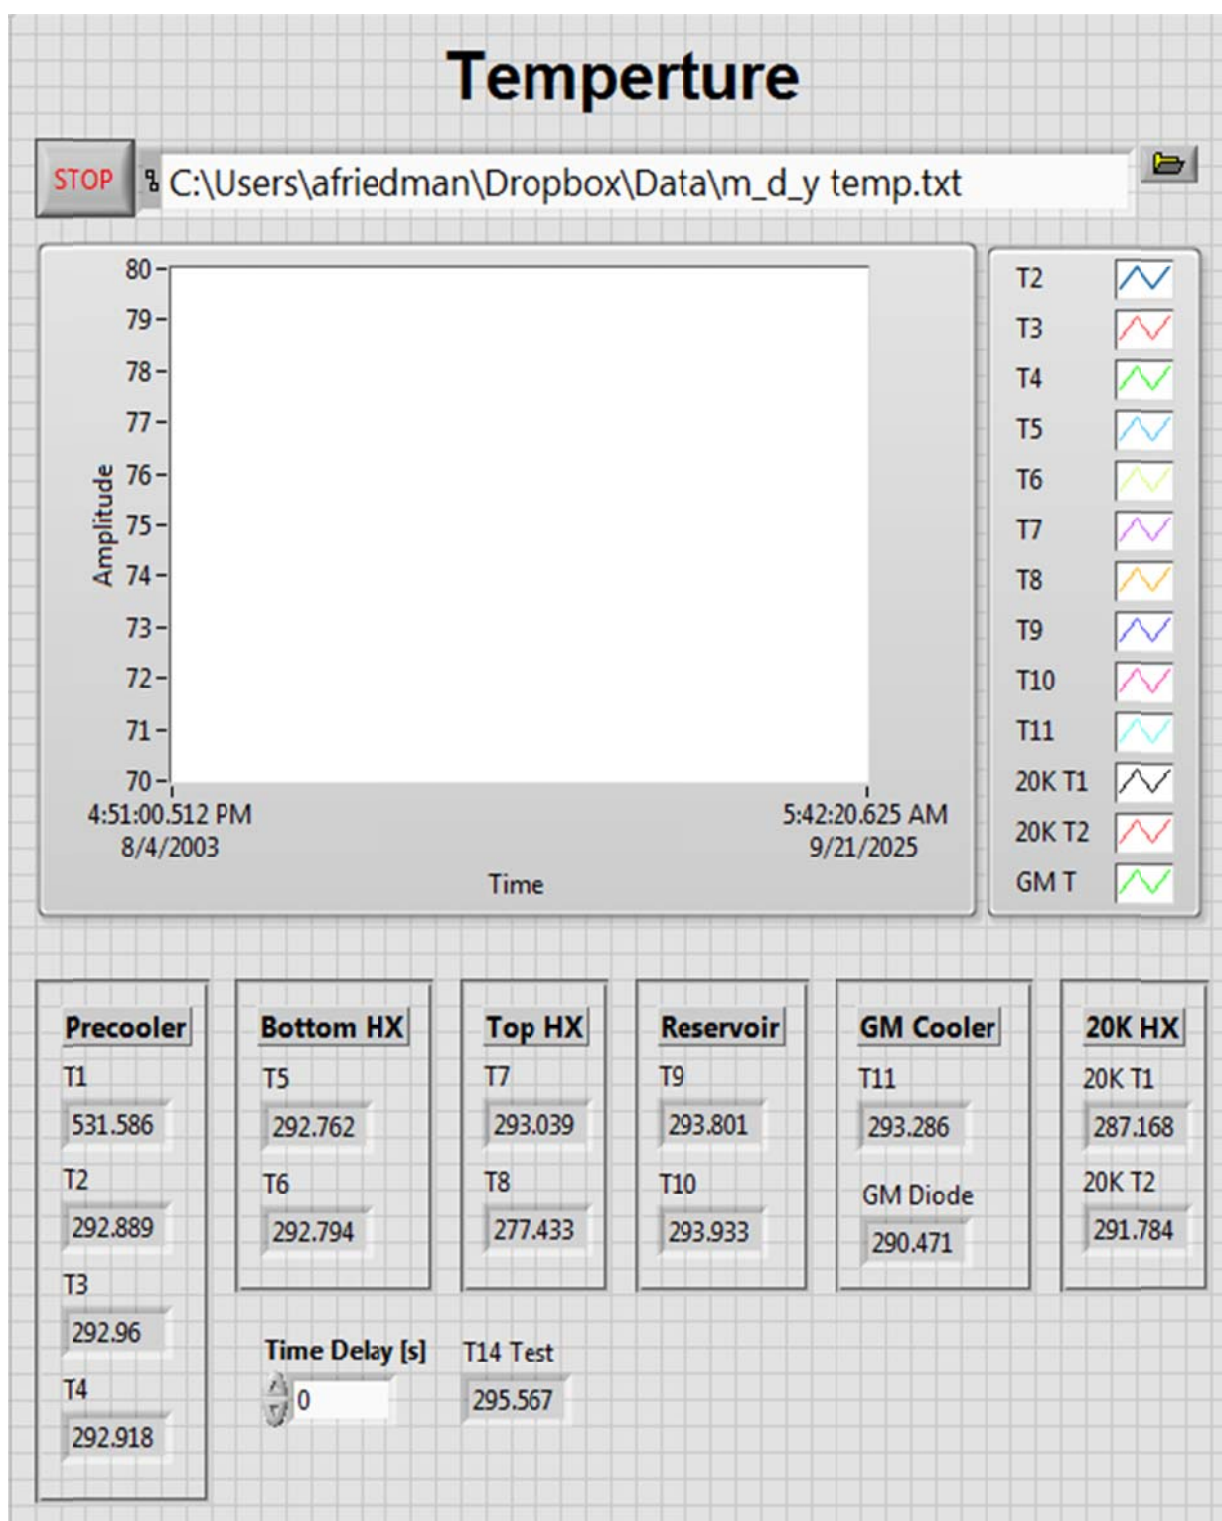 Temperture
STOP C:\Users\afriedman\Dropbox\Data\m_d_y temp.txt
80
79
78
77
76
75
74
73
72
71
70
Amplitude
4:51:00.512 PM
8/4/2003
5:42:20.625 AM
9/21/2025
Time
T2
T3
T4
T5
T6
T7
T8
T9
T10
T11
20K T1
20K T2
GM T
Precooler
T1
531.586
T2
292.889
T3
292.96
T4
292.918
Bottom HX
T5
292.762
T6
292.794
Top HX
T7
293.039
T8
277.433
Reservoir
T9
293.801
T10
293.933
GM Cooler
T11
293.286
GM Diode
290.471
20K HX
20K T1
287.168
20K T2
291.784
Time Delay [s]
0
T14 Test
295.567